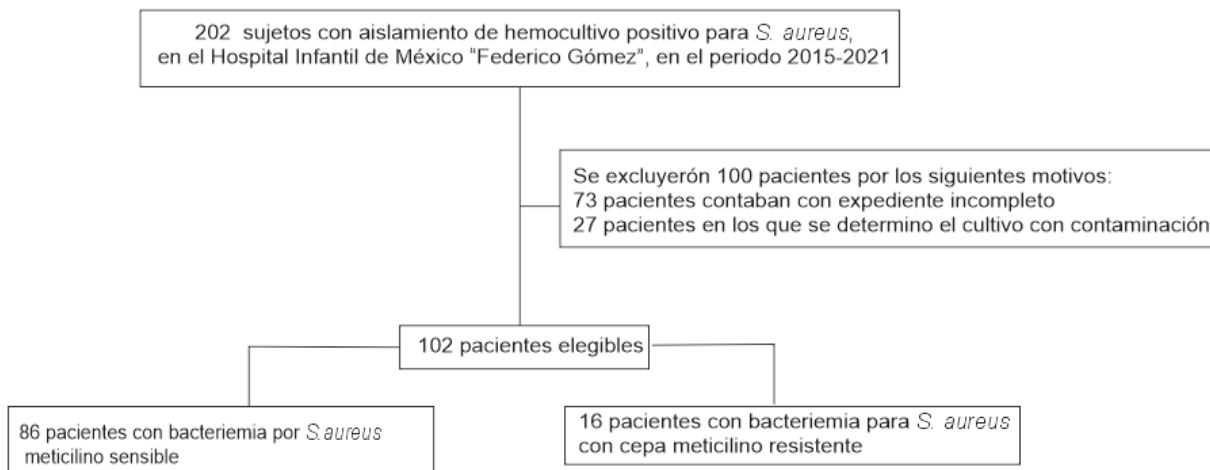 202 sujetos con aislamiento de hemocultivo positivo para S. aureus,
en el Hospital Infantil de México "Federico Gómez", en el periodo 2015-2021
Se excluyerón 100 pacientes por los siguientes motivos:
73 pacientes contaban con expediente incompleto
27 pacientes en los que se determino el cultivo con contaminación
102 pacientes elegibles
86 pacientes con bacteriemia por S.aureus
meticilino sensible
16 pacientes con bacteriemia para S. aureus
con cepa meticilino resistente